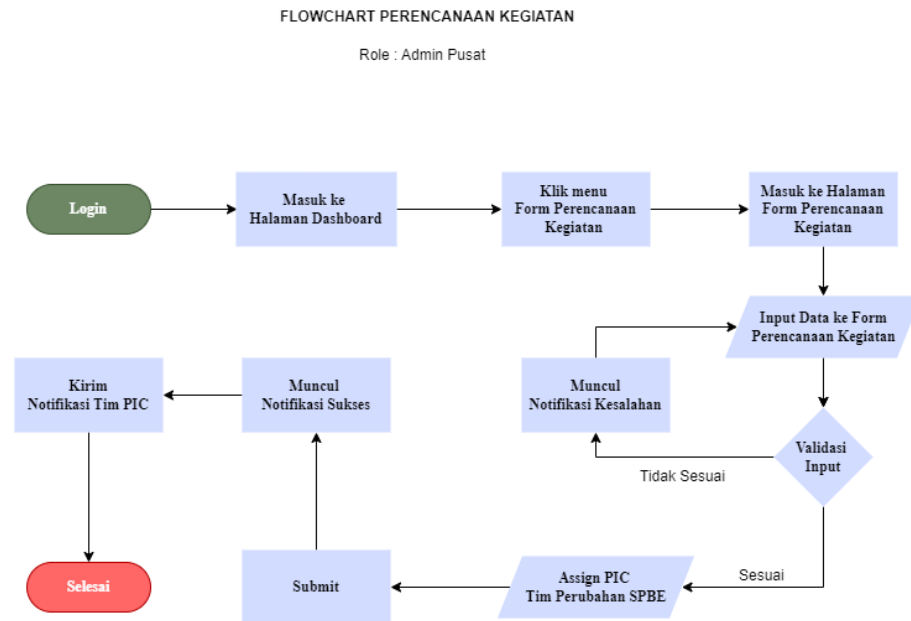 FLOWCHART PERENCANAAN KEGIATAN
Role : Admin Pusat
Login
Masuk ke
Halaman Dashboard
Klik menu
Form Perencanaan
Kegiatan
Masuk ke Halaman
Form Perencanaan
Kegiatan
Input Data ke Form
Perencanaan Kegiatan
Validasi
Input
Tidak Sesuai
Muncul
Notifikasi Kesalahan
Sesuai
Assign PIC
Tim Perubahan SPBE
Submit
Muncul
Notifikasi Sukses
Kirim
Notifikasi Tim PIC
Selesai